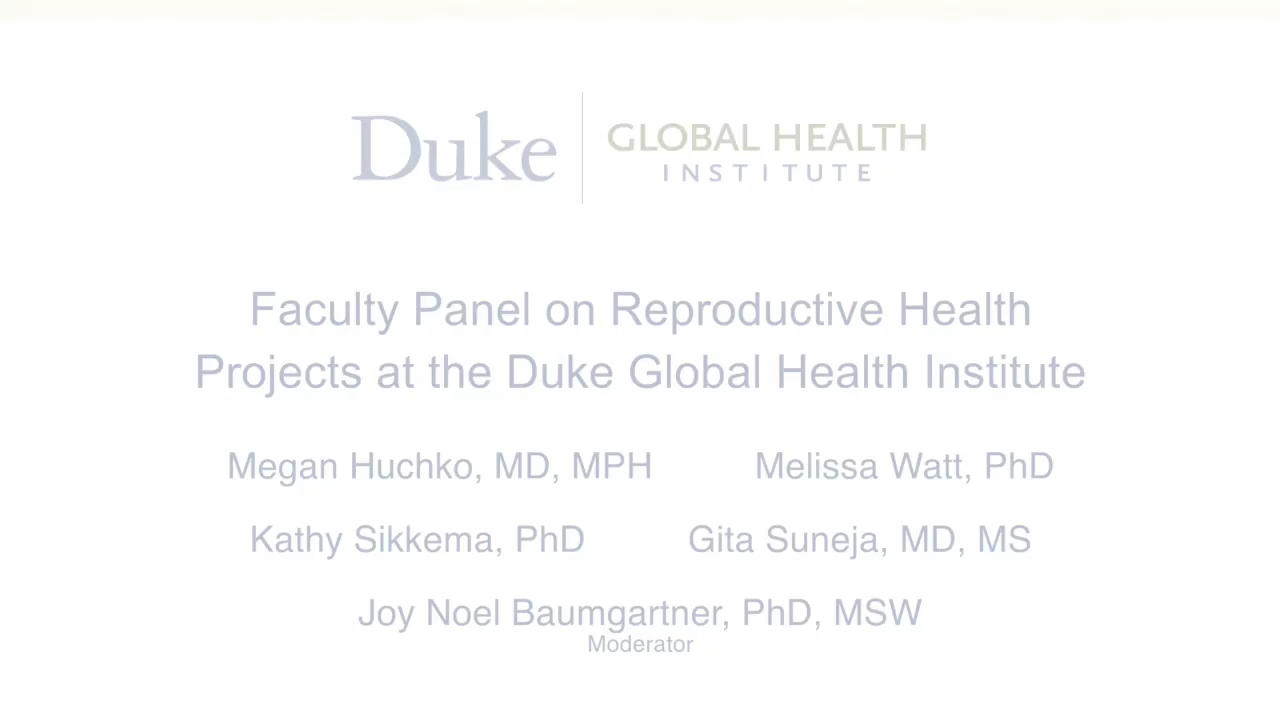 Duke
GLOBAL HEALTH
INSTITUTE
Faculty Panel on Reproductive Health
Projects at the Duke Global Health Institute
Megan Huchko, MD, MPH Melissa Watt, PhD
Kathy Sikkema, PhD Gita Suneja, MD, MS
Joy Noel Baumgartner, PhD, MSW
Moderator